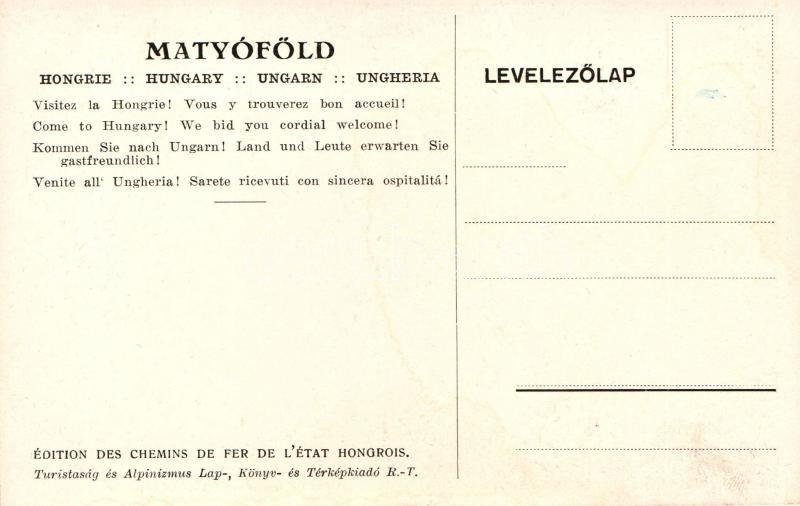 MATYÓFÖLD
HONGRIE :: HUNGARY :: UNGARN :: UNGHERIA
Visitez la Hongrie! Vous y trouverez bon accueil!
Come to Hungary! We bid you cordial welcome!
Kommen Sie nach Ungarn! Land und Leute erwarten Sie
gastfreundlich!
Venite all' Ungheria! Sarete ricevuti con sincera ospitalitá!
ÉDITION DES CHEMINS DE FER DE L'ÉTAT HONGROIS.
Turistaság és Alpinizmus Lap-, Könyv- és Térképkiadó R.-T.
LEVELEZŐLAP